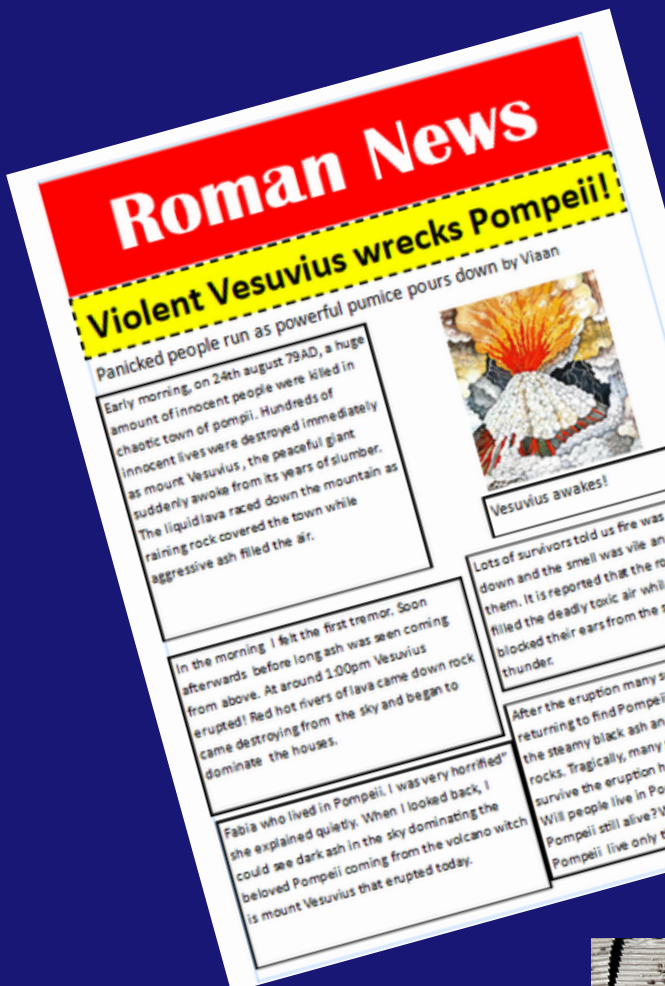 Roman News
Violent Vesuvius wrecks Pompeii!
Panicked people run as powerful pumice pours down by Viaan
Early morning, on 24th august 79AD, a huge
amount of innocent people were killed in
chaotic town of pompii. Hundreds of
innocent lives were destroyed immediately
as mount Vesuvius , the peaceful giant
suddenly awoke from its years of slumber.
The liquid lava raced down the mountain as
raining rock covered the town while
aggressive ash filled the air.
In the morning I felt the first tremor. Soon
afterwards before long ash was seen coming
from above. At around 1:00pm Vesuvius
erupted! Red hot rivers of lava came down rock
came destroying from the sky and began to
dominate the houses.
Fabia who lived in Pompeii. I was very horrified"
she explained quietly. When I looked back, I
could see dark ash in the sky dominating the
beloved Pompeii coming from the volcano witch
is mount Vesuvius that erupted today.
Vesuvius awakes!
Lots of survivors told us fire was
down and the smell was vile
them. It is reported that the
filled the deadly toxic air
blocked their ears from the
thunder.
After the eruption many
returning to find
the steamy black ash
rocks. Tragically, many
survive the eruption
Will people live in
Pompeii still alive?
Pompeii live only